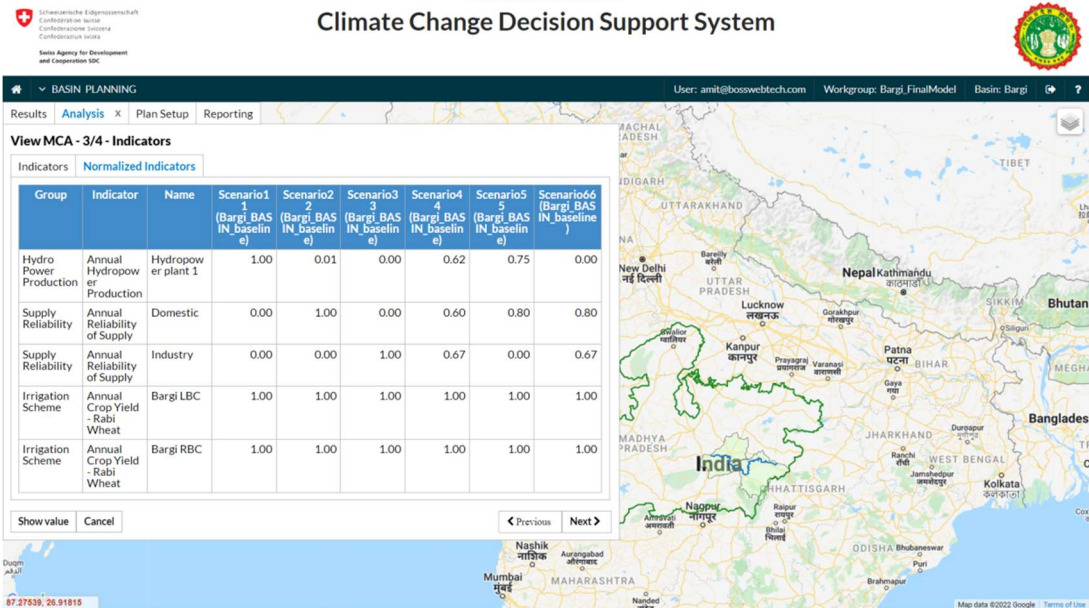 Schweizerische Eidgenossenschaft
Confédération suisse
Confederazione Svizzera
Confederaziun svizra
Swiss Agency for Development
and Cooperation SDC
Climate Change Decision Support System
BASIN PLANNING
User: amit@bosswebtech.com Workgroup: Bargi_FinalModel Basin: Bargi ?
Results Analysis x Plan Setup Reporting
View MCA - 3/4 - Indicators
Indicators Normalized Indicators
Group Indicator Name Scenario1 1 (Bargi_BASIN_baseline) Scenario2 2 (Bargi_BASIN_baseline) Scenario3 3 (Bargi_BASIN_baseline) Scenario4 4 (Bargi_BASIN_baseline) Scenario5 5 (Bargi_BASIN_baseline) Scenario66 (Bargi_BASIN_baseline)
Hydro Power Production Annual Hydropower Production Hydropower plant 1 1.00 0.01 0.00 0.62 0.75 0.00
Supply Reliability Annual Reliability of Supply Domestic 0.00 1.00 0.00 0.60 0.80 0.80
Supply Reliability Annual Reliability of Supply Industry 0.00 0.00 1.00 0.67 0.00 0.67
Irrigation Scheme Annual Crop Yield - Rabi Wheat Bargi LBC 1.00 1.00 1.00 1.00 1.00 1.00
Irrigation Scheme Annual Crop Yield - Rabi Wheat Bargi RBC 1.00 1.00 1.00 1.00 1.00 1.00
Show value Cancel Previous Next
TIBET
UTTARAKHAND
Bareilly
बरेली
New Delhi
नई दिल्ली
UTTAR
PRADESH
Nepal Kathmandu
काठमाडौं
SIKKIM
Bhutan
Siliguri
Lucknow
लखनऊ
Gorakhpur
गोरखपुर
Gwalior
ग्वालियर
Kanpur
कानपुर
Prayagraj
प्रयागराज
Varanasi
वाराणसी
Patna
पटना
BIHAR
MEGHA
Gaya
गया
Banglades
MADHYA
PRADESH
India
JHARKHAND
Durgapur
Ranchi
राँची
WEST BENGAL
Jamshedpur
जमशेदपुर
Kolkata
কলকাতা
CHHATTISGARH
Nagpur
नागपूर
Amravati
अमरावती
Raipur
रायपुर
Bhilai
भिलाई
Cox
ODISHA Bhubaneswar
Puri
Brahmapur
Nashik
नाशिक
Aurangabad
औरंगाबाद
Mumbai
मुंबई
MAHARASHTRA
Nanded
Duqm
الدقم
87.27539, 26.91815
Map data ©2022 Google Terms of Use